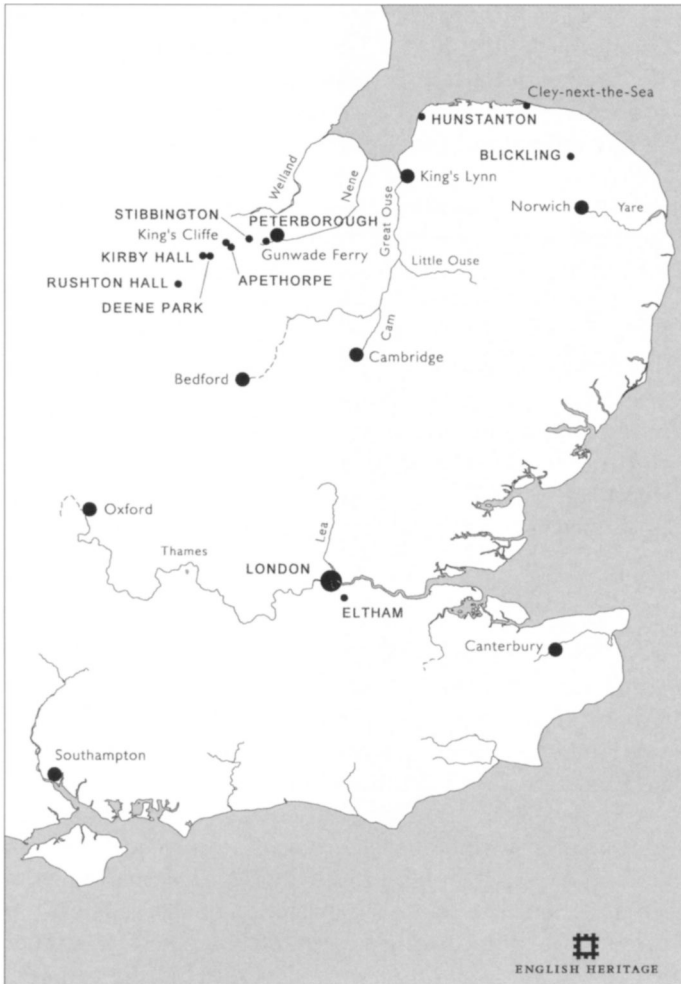 Cley-next-the-Sea
HUNSTANTON
BLICKLING
King's Lynn
Welland
Nene
Great Ouse
Norwich
Yare
STIBBINGTON
PETERBOROUGH
King's Cliffe
Gunwade Ferry
Little Ouse
KIRBY HALL
APETHORPE
RUSHTON HALL
DEENE PARK
Cam
Cambridge
Bedford
Oxford
Lea
Thames
LONDON
ELTHAM
Canterbury
Southampton
ENGLISH HERITAGE